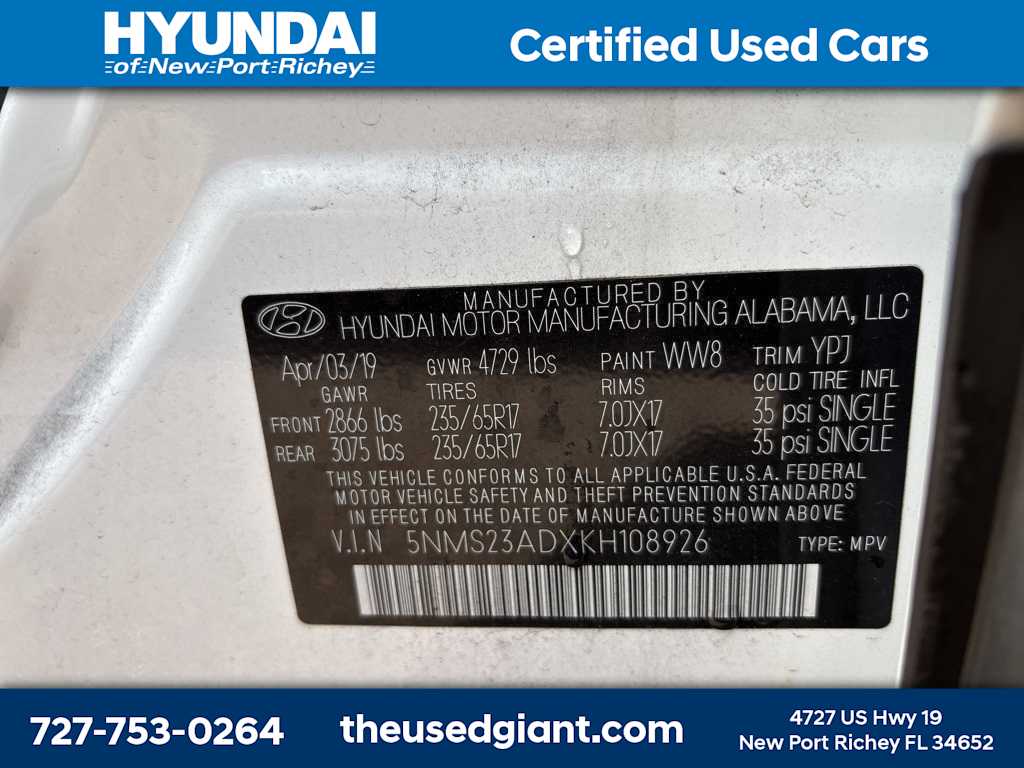 HYUNDAI
of New Port Richey
Certified Used Cars
MANUFACTURED BY
HYUNDAI MOTOR MANUFACTURING ALABAMA, LLC
Apr/03/19 GVWR 4729 lbs PAINT WW8 TRIM YPJ
GAWR TIRES RIMS COLD TIRE INFL
FRONT 2866 lbs 235/65R17 7.0JX17 35 psi SINGLE
REAR 3075 lbs 235/65R17 7.0JX17 35 psi SINGLE
THIS VEHICLE CONFORMS TO ALL APPLICABLE U.S.A. FEDERAL
MOTOR VEHICLE SAFETY AND THEFT PREVENTION STANDARDS
IN EFFECT ON THE DATE OF MANUFACTURE SHOWN ABOVE
V.I.N 5NMS23ADXKH108926 TYPE: MPV
727-753-0264
theusedgiant.com
4727 US Hwy 19
New Port Richey FL 34652